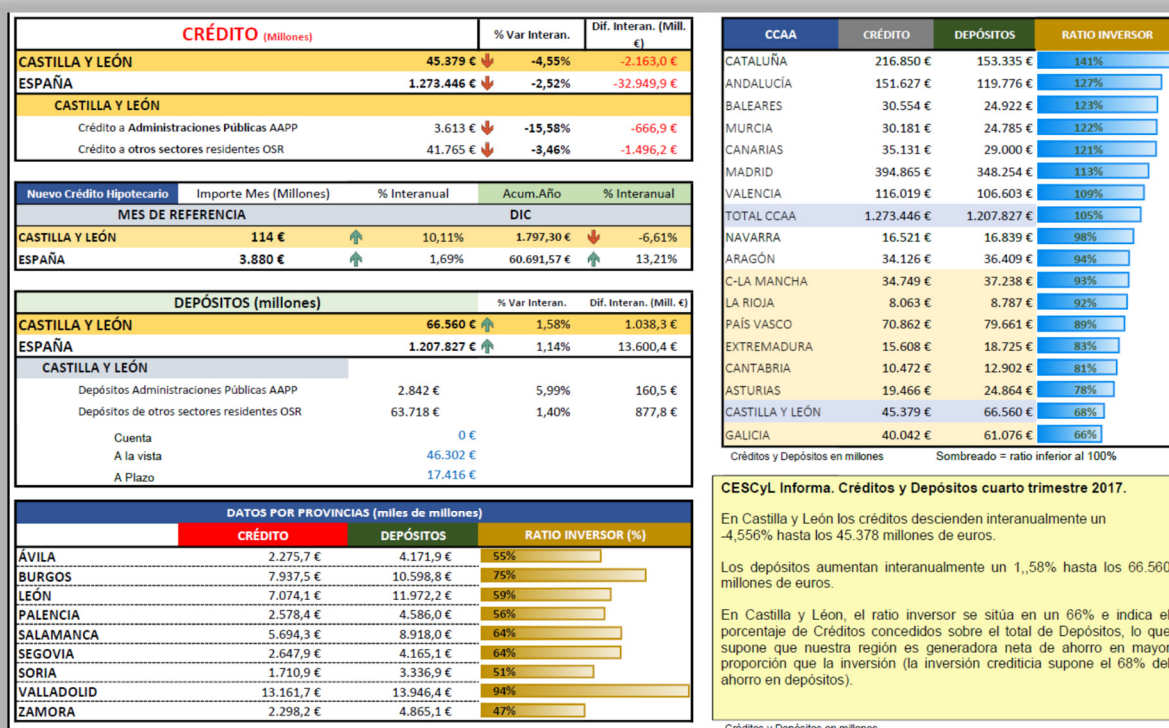 CRÉDITO (Millones) % Var Interan. Dif. Interan. (Mill. €)
CASTILLA Y LEÓN 45.379 € -4,55% -2.163,0 €
ESPAÑA 1.273.446 € -2,52% -32.949,9 €
CASTILLA Y LEÓN
Crédito a Administraciones Públicas AAPP 3.613 € -15,58% -666,9 €
Crédito a otros sectores residentes OSR 41.765 € -3,46% -1.496,2 €
Nuevo Crédito Hipotecario Importe Mes (Millones) % Interanual Acum.Año % Interanual
MES DE REFERENCIA DIC
CASTILLA Y LEÓN 114 € 10,11% 1.797,30 € -6,61%
ESPAÑA 3.880 € 1,69% 60.691,57 € 13,21%
DEPÓSITOS (millones) % Var Interan. Dif. Interan. (Mill. €)
CASTILLA Y LEÓN 66.560 € 1,58% 1.038,3 €
ESPAÑA 1.207.827 € 1,14% 13.600,4 €
CASTILLA Y LEÓN
Depósitos Administraciones Públicas AAPP 2.842 € 5,99% 160,5 €
Depósitos de otros sectores residentes OSR 63.718 € 1,40% 877,8 €
Cuenta 0 €
A la vista 46.302 €
A Plazo 17.416 €
DATOS POR PROVINCIAS (miles de millones)
CRÉDITO DEPÓSITOS RATIO INVERSOR (%)
ÁVILA 2.275,7 € 4.171,9 € 55%
BURGOS 7.937,5 € 10.598,8 € 75%
LEÓN 7.074,1 € 11.972,2 € 59%
PALENCIA 2.578,4 € 4.586,0 € 56%
SALAMANCA 5.694,3 € 8.918,0 € 64%
SEGOVIA 2.647,9 € 4.165,1 € 64%
SORIA 1.710,9 € 3.336,9 € 51%
VALLADOLID 13.161,7 € 13.946,4 € 94%
ZAMORA 2.298,2 € 4.865,1 € 47%
CCAA CRÉDITO DEPÓSITOS RATIO INVERSOR
CATALUÑA 216.850 € 153.335 € 141%
ANDALUCÍA 151.627 € 119.776 € 127%
BALEARES 30.554 € 24.922 € 123%
MURCIA 30.181 € 24.785 € 122%
CANARIAS 35.131 € 29.000 € 121%
MADRID 394.865 € 348.254 € 113%
VALENCIA 116.019 € 106.603 € 109%
TOTAL CCAA 1.273.446 € 1.207.827 € 105%
NAVARRA 16.521 € 16.839 € 98%
ARAGÓN 34.126 € 36.409 € 94%
C-LA MANCHA 34.749 € 37.238 € 93%
LA RIOJA 8.063 € 8.787 € 92%
PAÍS VASCO 70.862 € 79.661 € 89%
EXTREMADURA 15.608 € 18.725 € 83%
CANTABRIA 10.472 € 12.902 € 81%
ASTURIAS 19.466 € 24.864 € 78%
CASTILLA Y LEÓN 45.379 € 66.560 € 68%
GALICIA 40.042 € 61.076 € 66%
Créditos y Depósitos en millones Sombreado = ratio inferior al 100%
CESCyL Informa. Créditos y Depósitos cuarto trimestre 2017.
En Castilla y León los créditos descienden interanualmente un
-4,556% hasta los 45.378 millones de euros.
Los depósitos aumentan interanualmente un 1,,58% hasta los 66.560
millones de euros.
En Castilla y Léon, el ratio inversor se sitúa en un 66% e indica el
porcentaje de Créditos concedidos sobre el total de Depósitos, lo que
supone que nuestra región es generadora neta de ahorro en mayor
proporción que la inversión (la inversión crediticia supone el 68% del
ahorro en depósitos).
Créditos y Depósitos en millones